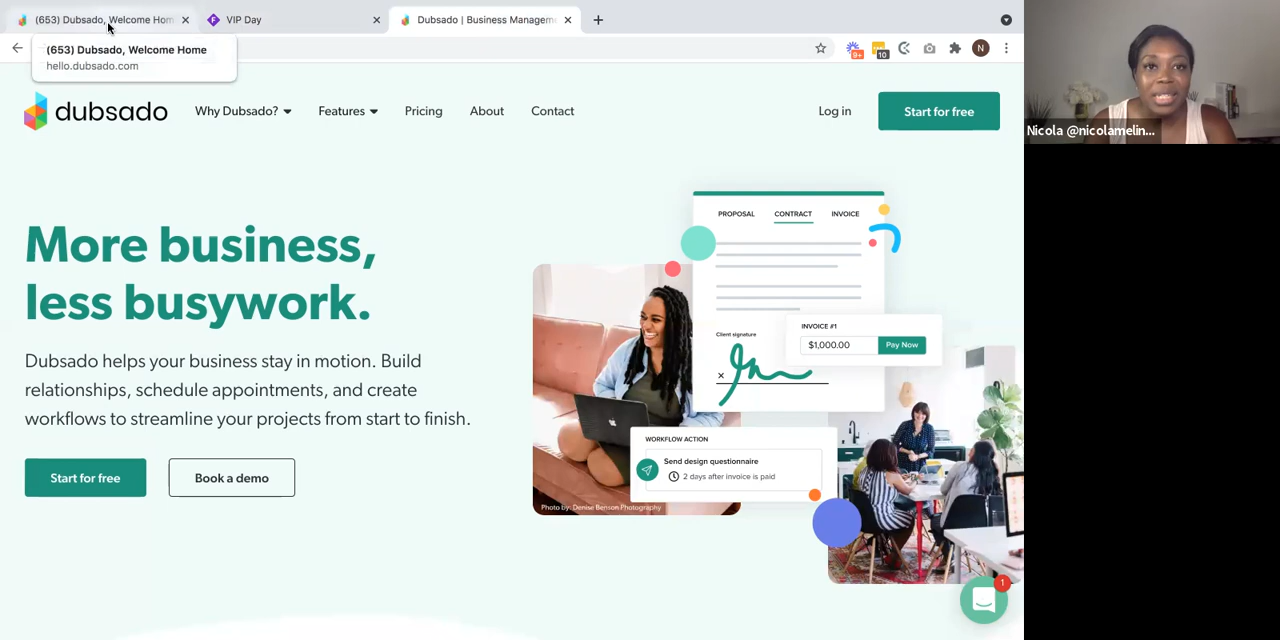 (653) Dubsado, Welcome Hom
VIP Day
Dubsado | Business Managem
(653) Dubsado, Welcome Home
hello.dubsado.com
9+
10
N
dubsado
Why Dubsado?
Features
Pricing
About
Contact
Log in
Start for free
Nicola @nicolamelin...
More business,
less busywork.
Dubsado helps your business stay in motion. Build
relationships, schedule appointments, and create
workflows to streamline your projects from start to finish.
Start for free
Book a demo
PROPOSAL
CONTRACT
INVOICE
Client signature
INVOICE #1
$1,000.00
Pay Now
WORKFLOW ACTION
Send design questionnaire
2 days after invoice is paid
Photo by: Denise Benson Photography
1